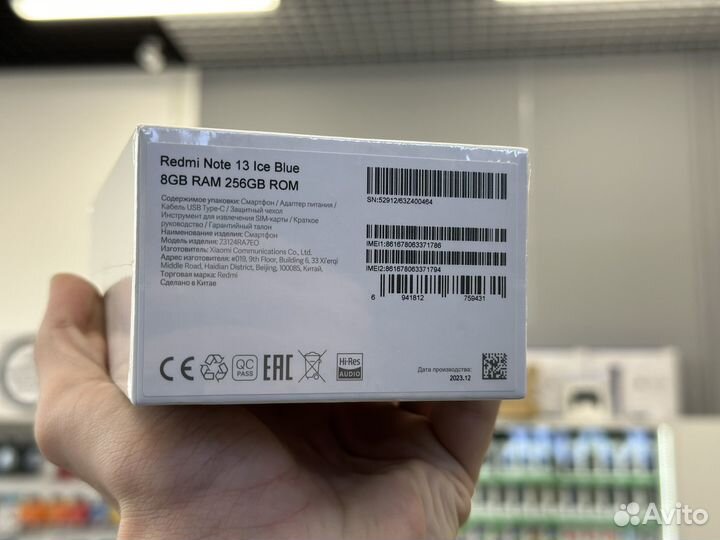 Redmi Note 13 Ice Blue
8GB RAM 256GB ROM
Содержимое упаковки: Смартфон / Адаптер питания /
Кабель USB Type-C / Защитный чехол
Инструмент для извлечения SIM-карты / Краткое
руководство / Гарантийный талон
Наименование изделия: Смартфон
Модель изделия: 23124RA7EO
Изготовитель: Xiaomi Communications Co., Ltd.
Адрес изготовителя: #019, 9th Floor, Building 6, 33 Xi'erqi
Middle Road, Haidian District, Beijing, 100085, Китай.
Торговая марка: Redmi
Сделано в Китае
SN:52912/63Z400464
IMEI1:861678063371786
IMEI2:861678063371794
6 941812 759431
CE
QC
PASS
EAC
Hi-Res
AUDIO
Дата производства:
2023.12
Avito